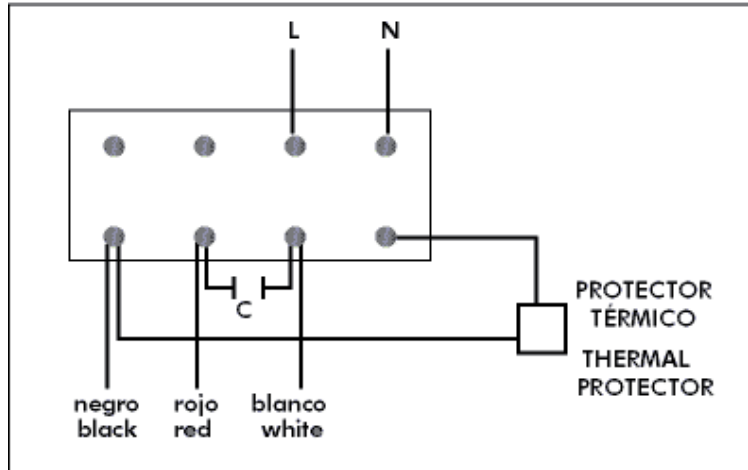 L N
C
PROTECTOR
TÉRMICO
THERMAL
PROTECTOR
negro rojo blanco
black red white